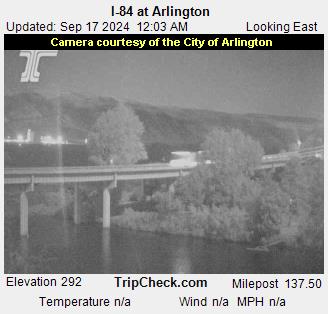 I-84 at Arlington
Updated: Sep 17 2024 12:03 AM Looking East
Camera courtesy of the City of Arlington
Elevation 292 TripCheck.com Milepost 137.50
Temperature n/a Wind n/a MPH n/a